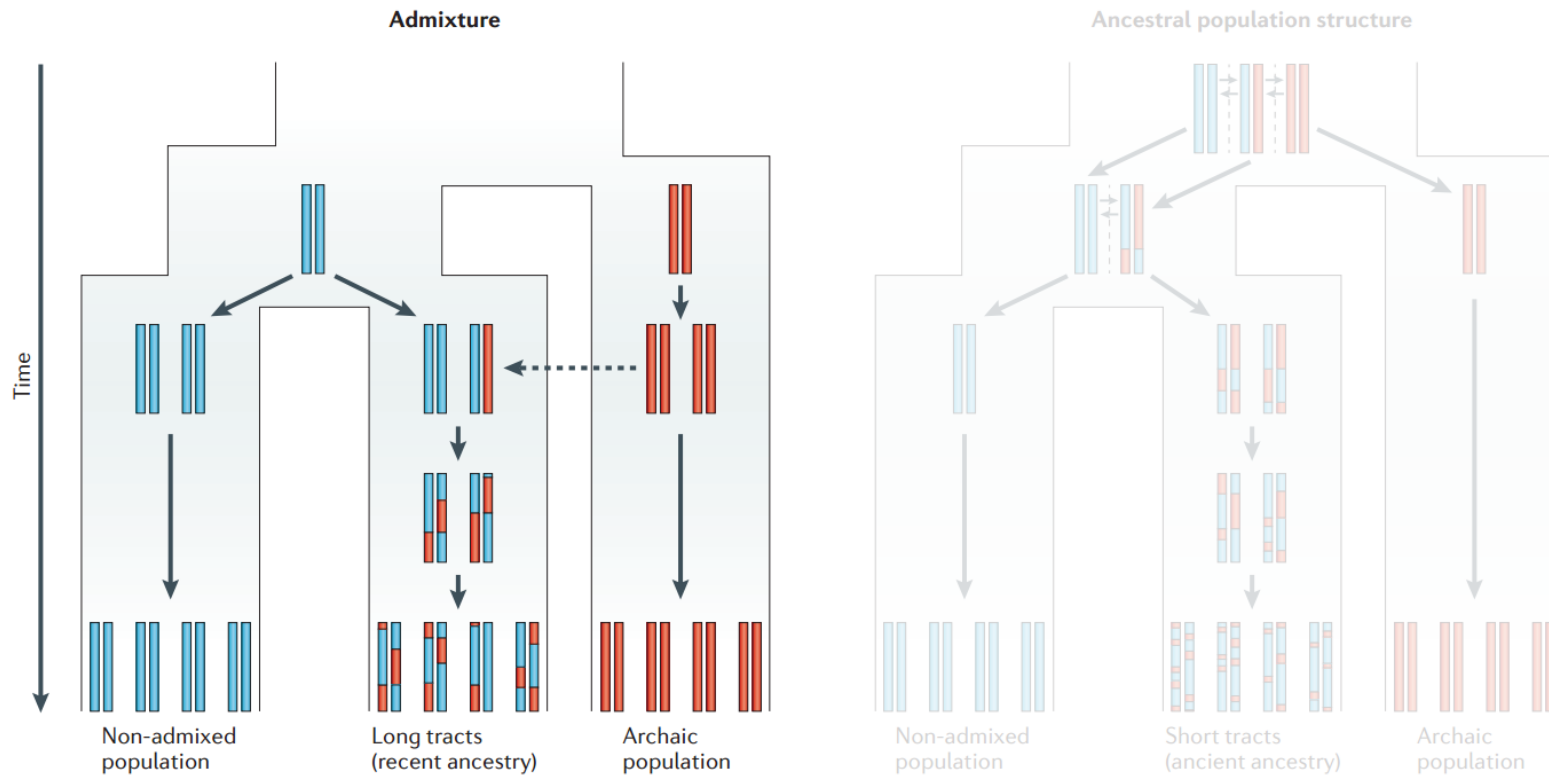 Admixture
Ancestral population structure
Time
Non-admixed
population
Long tracts
(recent ancestry)
Archaic
population
Non-admixed
population
Short tracts
(ancient ancestry)
Archaic
population